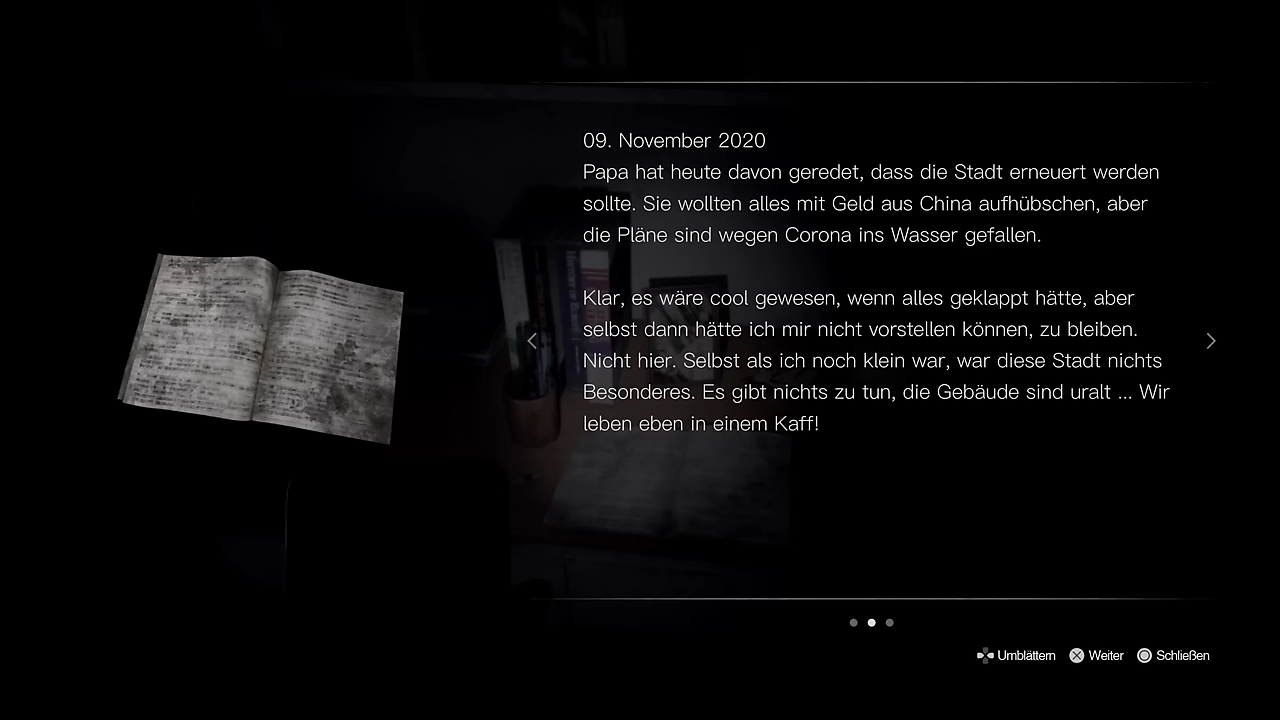 09. November 2020
Papa hat heute davon geredet, dass die Stadt erneuert werden
sollte. Sie wollten alles mit Geld aus China aufhübschen, aber
die Pläne sind wegen Corona ins Wasser gefallen.
Klar, es wäre cool gewesen, wenn alles geklappt hätte, aber
selbst dann hätte ich mir nicht vorstellen können, zu bleiben.
Nicht hier. Selbst als ich noch klein war, war diese Stadt nichts
Besonderes. Es gibt nichts zu tun, die Gebäude sind uralt ... Wir
leben eben in einem Kaff!
Umblättern Weiter Schließen